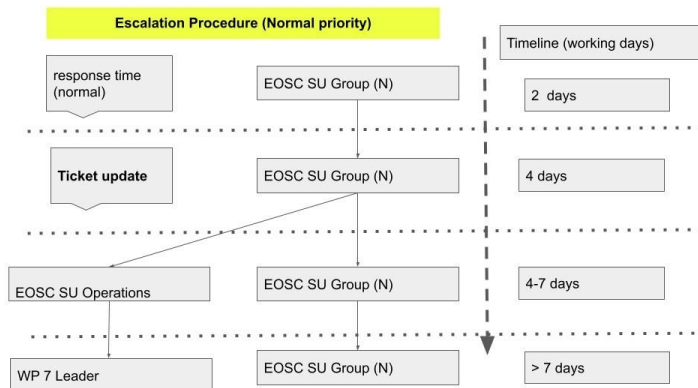 Escalation Procedure (Normal priority)
Timeline (working days)
response time
(normal)
EOSC SU Group (N)
2 days
Ticket update
EOSC SU Group (N)
4 days
EOSC SU Operations
EOSC SU Group (N)
4-7 days
WP 7 Leader
EOSC SU Group (N)
> 7 days